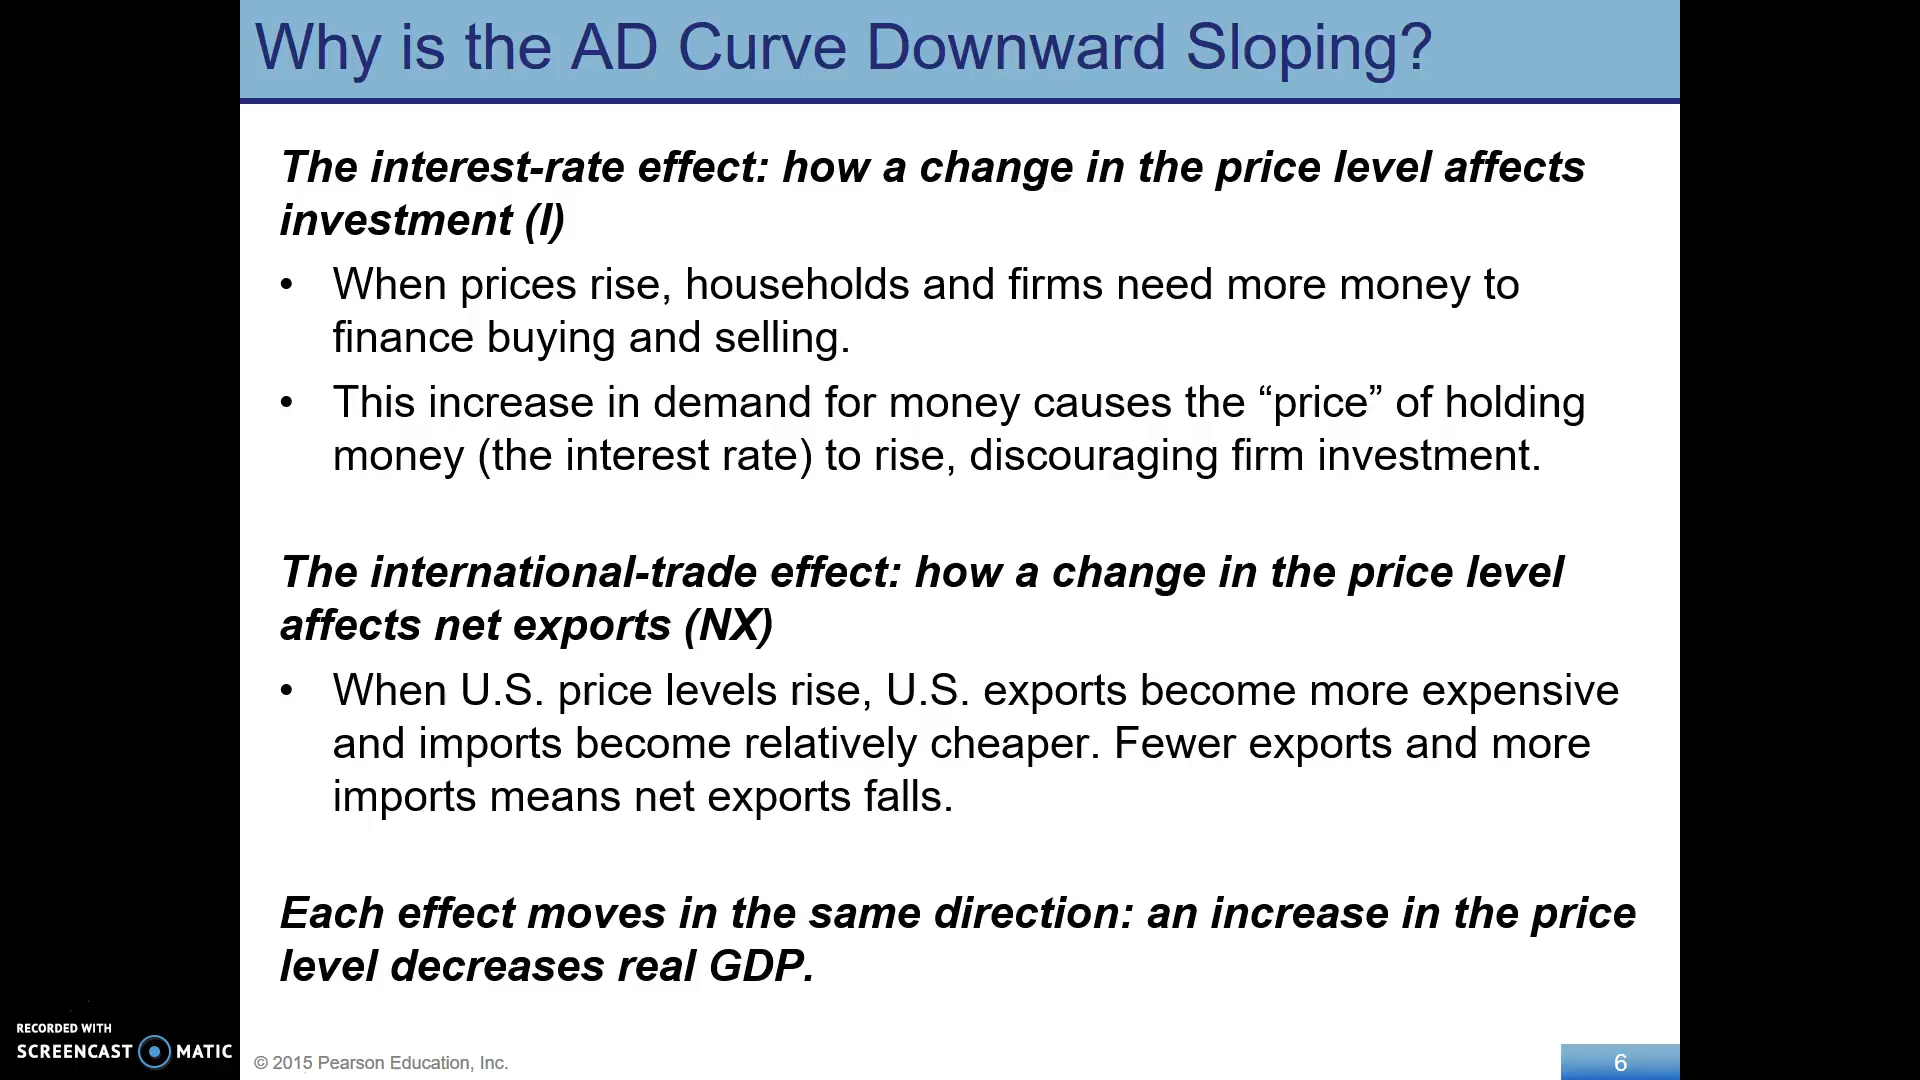 Why is the AD Curve Downward Sloping?
The interest-rate effect: how a change in the price level affects
investment (I)
• When prices rise, households and firms need more money to
finance buying and selling.
• This increase in demand for money causes the “price” of holding
money (the interest rate) to rise, discouraging firm investment.
The international-trade effect: how a change in the price level
affects net exports (NX)
• When U.S. price levels rise, U.S. exports become more expensive
and imports become relatively cheaper. Fewer exports and more
imports means net exports falls.
Each effect moves in the same direction: an increase in the price
level decreases real GDP.
RECORDED WITH
SCREENCAST MATIC
© 2015 Pearson Education, Inc.
6